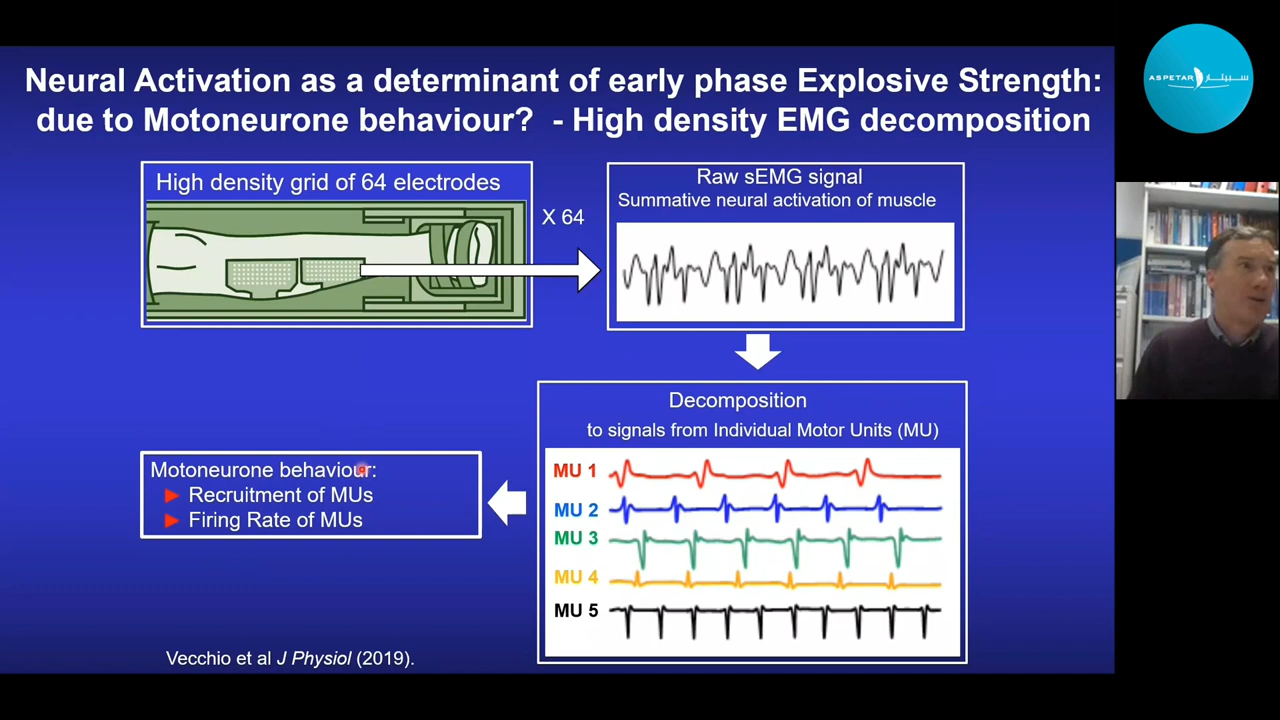 Neural Activation as a determinant of early phase Explosive Strength:
due to Motoneurone behaviour? - High density EMG decomposition
High density grid of 64 electrodes
X 64
Raw sEMG signal
Summative neural activation of muscle
Decomposition
to signals from Individual Motor Units (MU)
MU 1
MU 2
MU 3
MU 4
MU 5
Motoneurone behaviour:
Recruitment of MUs
Firing Rate of MUs
Vecchio et al J Physiol (2019).
ASPETAR سبيتار